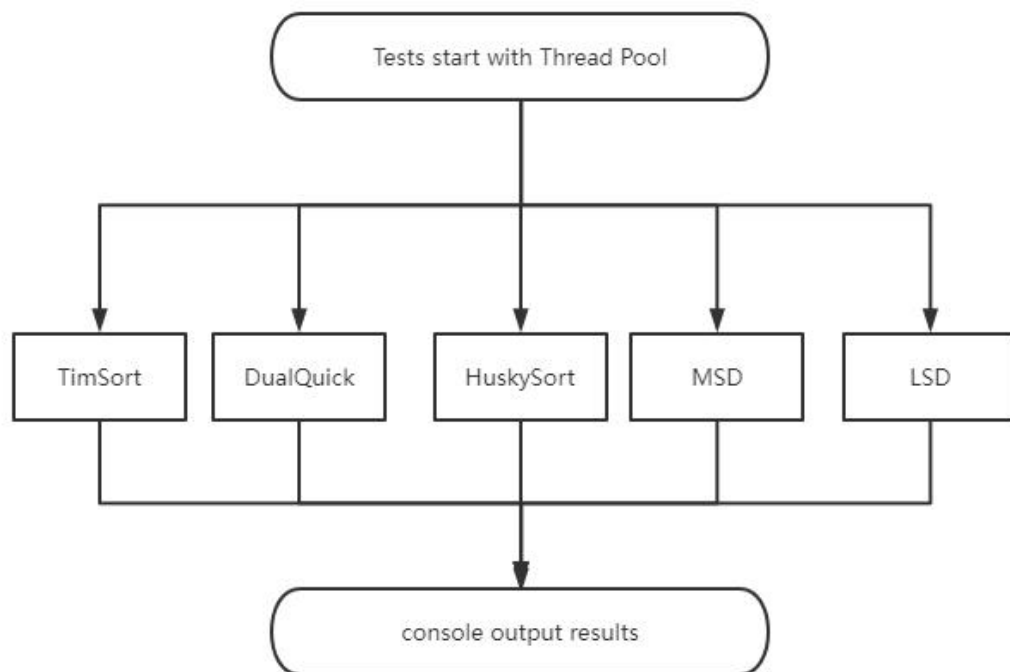 Tests start with Thread Pool
TimSort
DualQuick
HuskySort
MSD
LSD
console output results